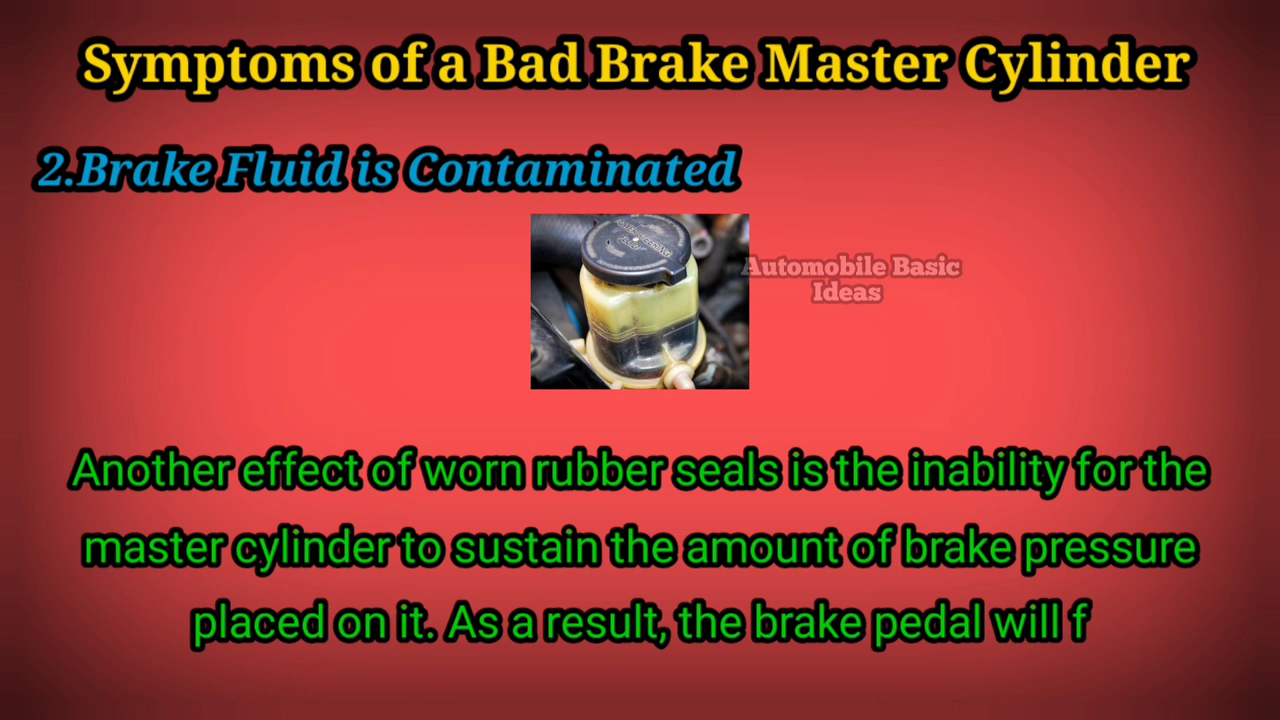 Symptoms of a Bad Brake Master Cylinder
2.Brake Fluid is Contaminated
Automobile Basic
Ideas
Another effect of worn rubber seals is the inability for the
master cylinder to sustain the amount of brake pressure
placed on it. As a result, the brake pedal will f